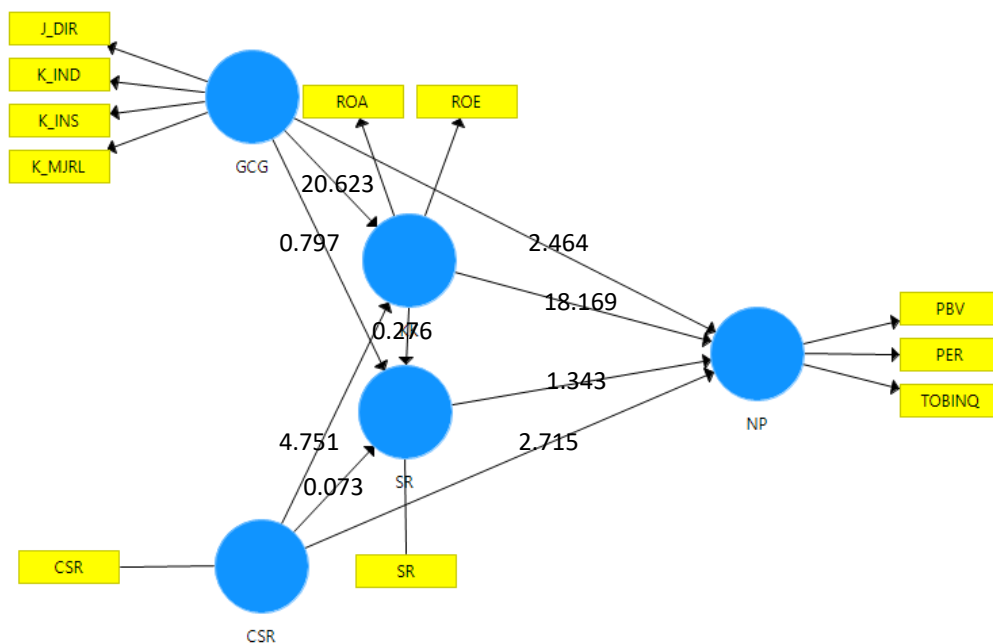 J_DIR
K_IND
K_INS
K_MJRL
GCG
ROA
ROE
20.623
0.797
2.464
18.169
0.276
1.343
4.751
2.715
0.073
SR
NP
PBV
PER
TOBINQ
CSR
SR
CSR